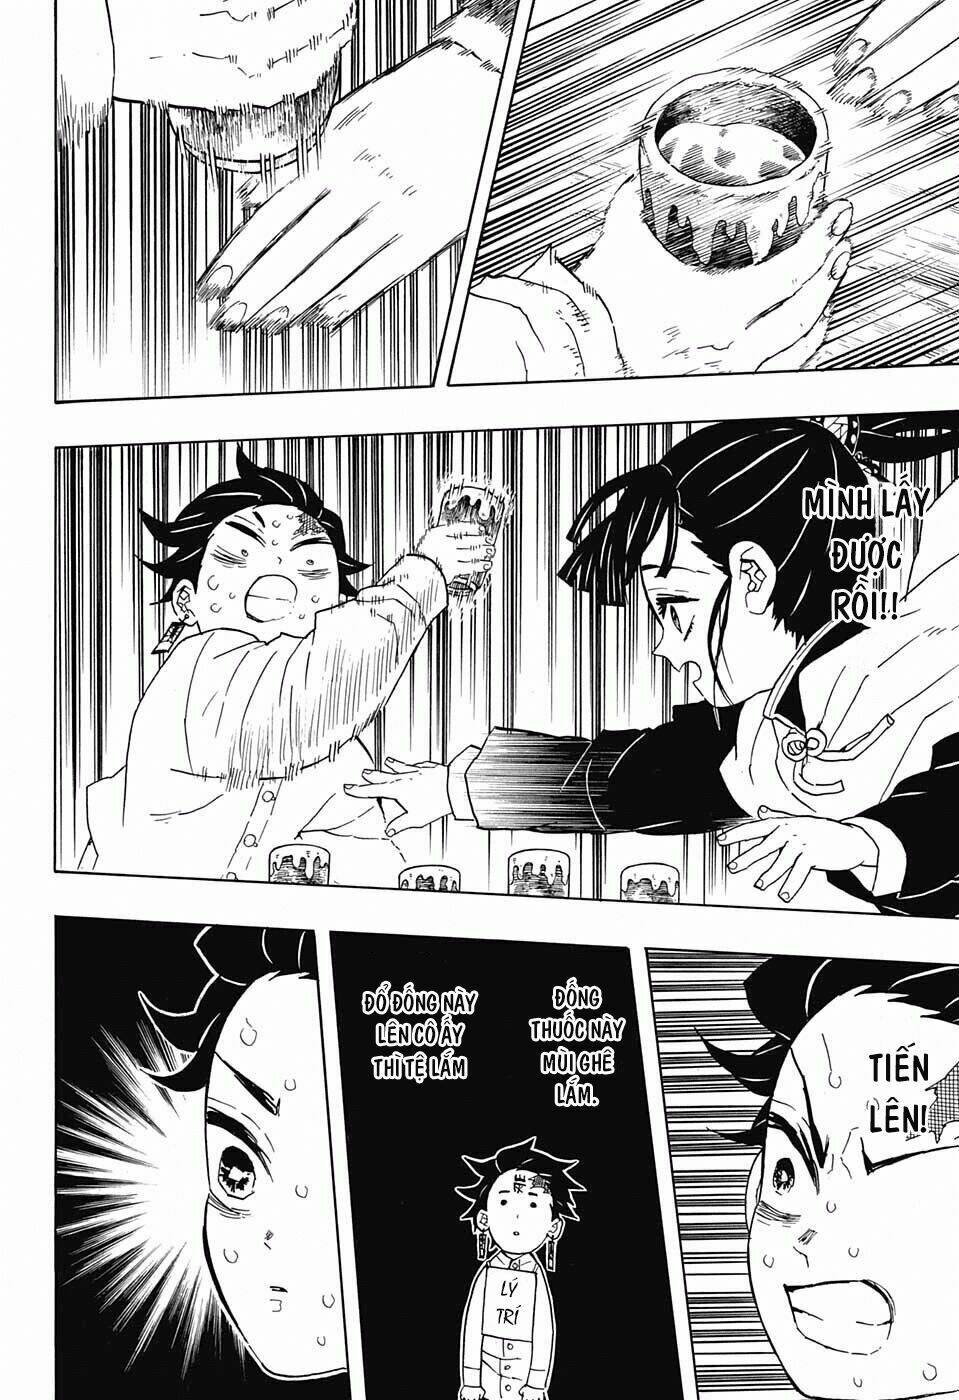 MÌNH LẤY
ĐƯỢC
RỒI!!
TIẾN
LÊN!
ĐỐNG
THUỐC NÀY
MÙI GHÊ
LẮM.
ĐỔ ĐỐNG NÀY
LÊN CÔ ẤY
THÌ TỆ LẮM
LÝ
TRÍ